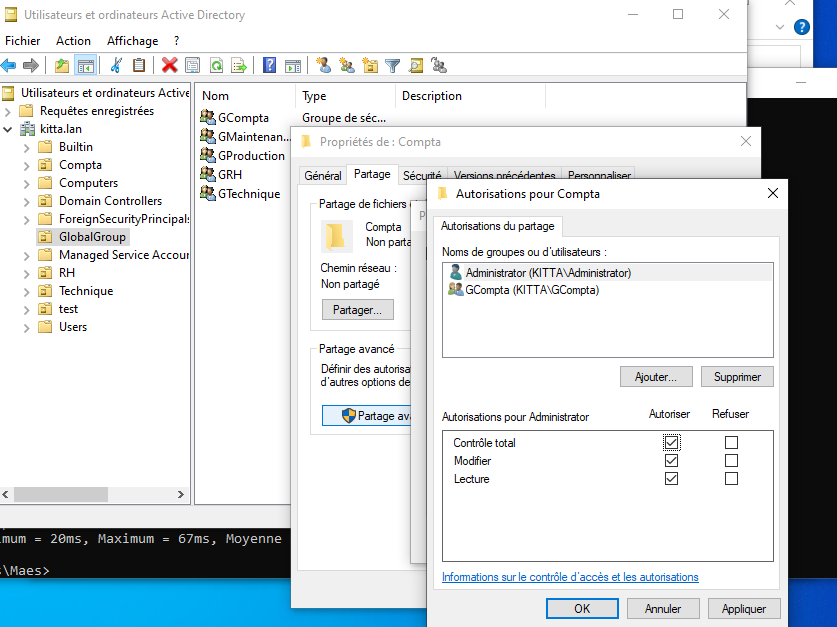 Utilisateurs et ordinateurs Active Directory
Fichier Action Affichage ?
Utilisateurs et ordinateurs Active
Requêtes enregistrées
kitta.lan
Builtin
Compta
Computers
Domain Controllers
ForeignSecurityPrincipals
GlobalGroup
Managed Service Accour
RH
Technique
test
Users
Nom Type Description
GCompta Groupe de séc...
GMaintenan...
GProduction
GRH
GTechnique
Propriétés de : Compta
Général Partage Sécurité Versions précédentes Personnaliser
Partage de fichiers
Compta
Non parta
Chemin réseau :
Non partagé
Partager...
Partage avancé
Définir des autorisa
d'autres options de
Partage ava
Autorisations pour Compta
Autorisations du partage
Noms de groupes ou d'utilisateurs :
Administrator (KITTA\Administrator)
GCompta (KITTA\GCompta)
Ajouter... Supprimer
Autorisations pour Administrator Autoriser Refuser
Contrôle total
Modifier
Lecture
Informations sur le contrôle d'accès et les autorisations
OK Annuler Appliquer
mum = 20ms, Maximum = 67ms, Moyenne
\Maes>